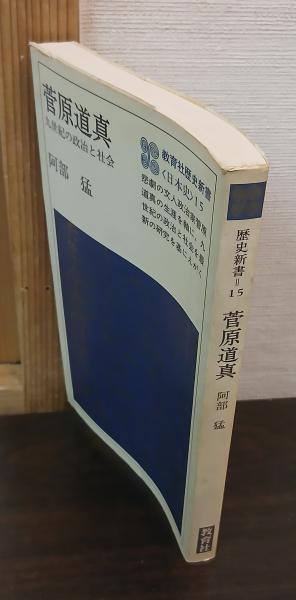 菅原道真
九世紀の政治と社会
阿部 猛
教育社歴史新書
〈日本史〉15
悲劇の文人政治家菅原
道真の生涯を軸に、九
世紀の政治と社会を最
新の研究を基にえがく
歴史新書=15
菅原道真
阿部 猛
教育社